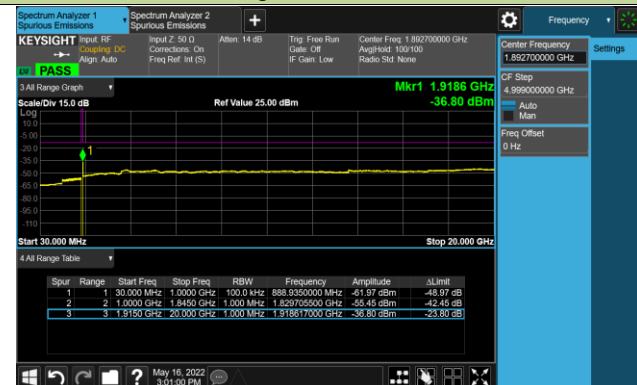 Spectrum Analyzer 1
Spurious Emissions
Spectrum Analyzer 2
Spurious Emissions
+
Frequency
KEYSIGHT
Input: RF
Coupling: DC
Align: Auto
Input Z: 50 Ω
Corrections: On
Freq Ref: Int (S)
Atten: 14 dB
Trig: Free Run
Gate: Off
IF Gain: Low
Center Freq: 1.892700000 GHz
Avg|Hold: 100/100
Radio Std: None
PASS
Center Frequency
1.892700000 GHz
Settings
CF Step
4.999000000 GHz
Auto
Man
Freq Offset
0 Hz
3 All Range Graph
Mkr1 1.9186 GHz
Scale/Div 15.0 dB
Ref Value 25.00 dBm
-36.80 dBm
Log
10.0
-5.00
-20.0
-35.0
-50.0
-65.0
-80.0
-95.0
-110
1
Start 30.000 MHz
Stop 20.000 GHz
4 All Range Table
Spur Range Start Freq Stop Freq RBW Frequency Amplitude ΔLimit
1 1 30.000 MHz 1.0000 GHz 100.0 kHz 888.9350000 MHz -61.97 dBm -48.97 dB
2 2 1.0000 GHz 1.8450 GHz 1.000 MHz 1.829705500 GHz -55.45 dBm -42.45 dB
3 3 1.9150 GHz 20.000 GHz 1.000 MHz 1.918617000 GHz -36.80 dBm -23.80 dB
?
May 16, 2022
3:01:00 PM